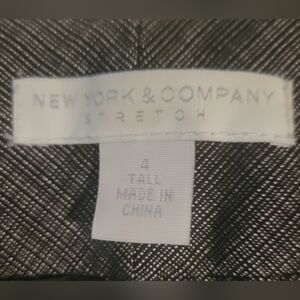 NEW YORK & COMPANY
STRETCH
4
TALL
MADE IN
CHINA